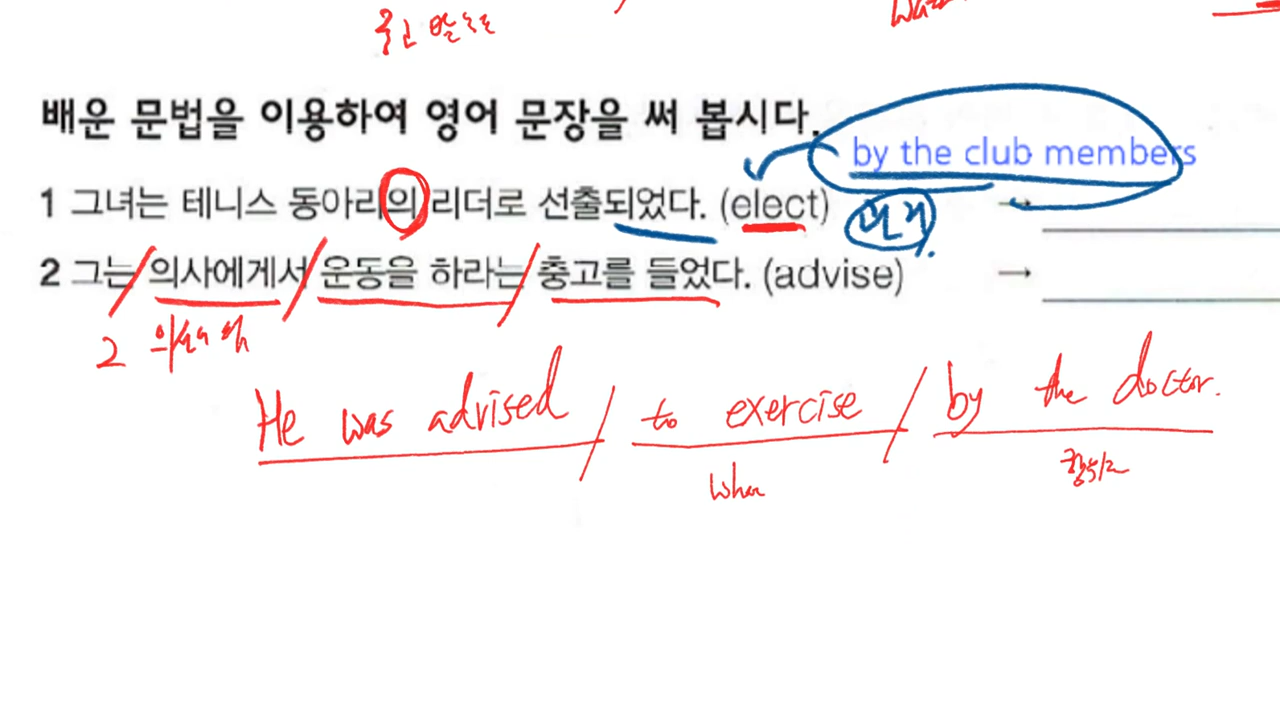 배운 문법을 이용하여 영어 문장을 써 봅시다.
by the club members
1 그녀는 테니스 동아리의 리더로 선출되었다. (elect) →
2 그는 의사에게서 운동을 하라는 충고를 들었다. (advise) →
2
He was advised / to exercise / by the doctor.